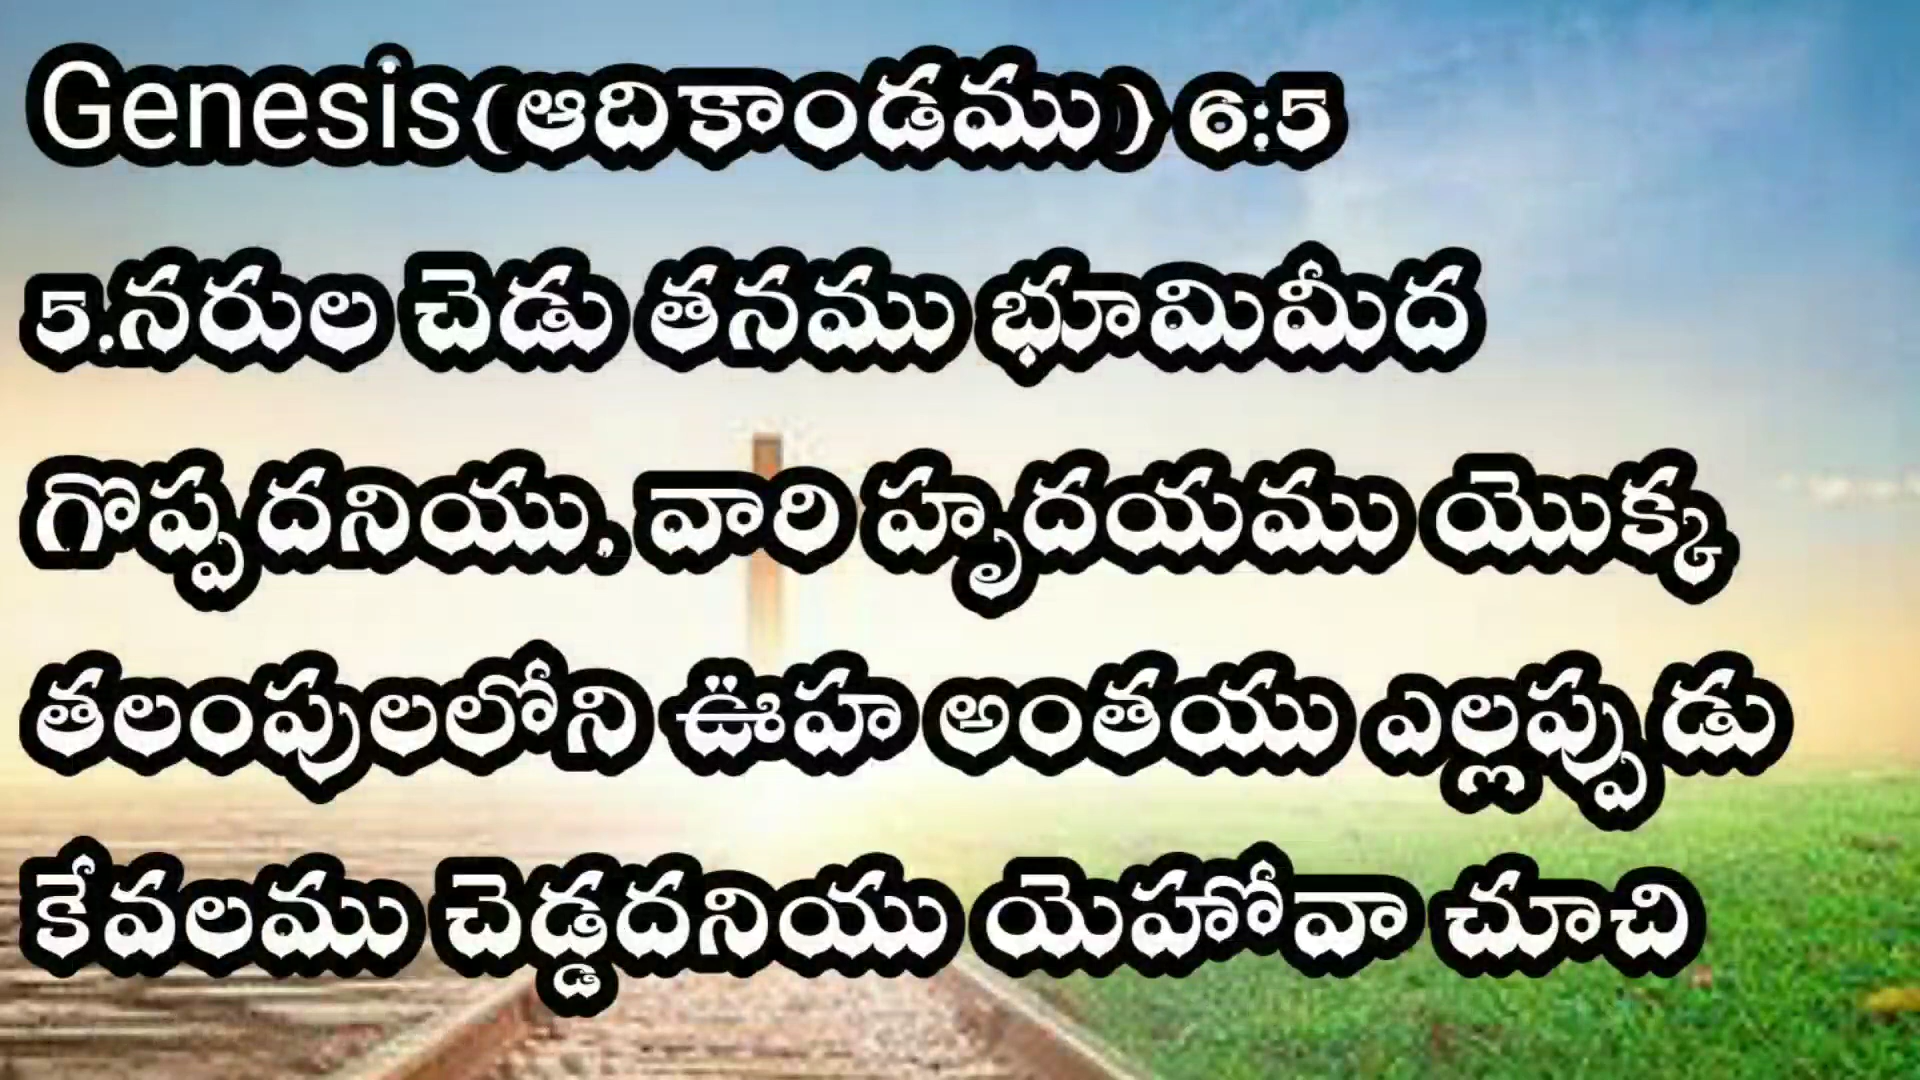 Genesis(ఆదికాండము) 6:5
5.నరుల చెడు తనము భూమిమీద
గొప్పదనియు, వారి హృదయము యొక్క
తలంపులలోని ఊహ అంతయు ఎల్లప్పుడు
కేవలము చెడ్డదనియు యెహోవా చూచి